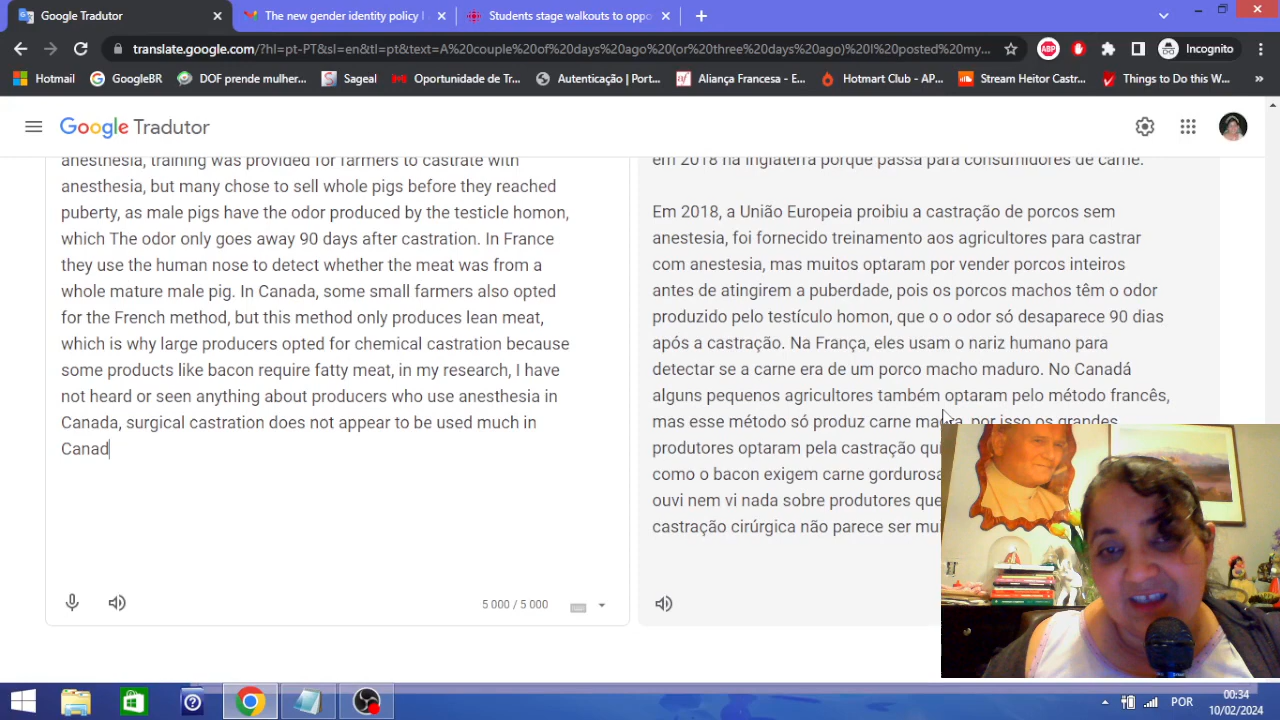 Google Tradutor
The new gender identity policy i
Students stage walkouts to oppo
translate.google.com/?hl=pt-PT&sl=en&tl=pt&text=A%20couple%20of%20days%20ago%20(or%20three%20days%20ago)%20I%20posted%20my...
ABP
Incognito
Hotmail
GoogleBR
DOF prende mulher...
Sageal
Oportunidade de Tr...
Autenticação | Port...
Aliança Francesa - E...
Hotmart Club - AP...
Stream Heitor Castr...
Things to Do this W...
»
Google Tradutor
anesthesia, training was provided for farmers to castrate with
anesthesia, but many chose to sell whole pigs before they reached
puberty, as male pigs have the odor produced by the testicle homon,
which The odor only goes away 90 days after castration. In France
they use the human nose to detect whether the meat was from a
whole mature male pig. In Canada, some small farmers also opted
for the French method, but this method only produces lean meat,
which is why large producers opted for chemical castration because
some products like bacon require fatty meat, in my research, I have
not heard or seen anything about producers who use anesthesia in
Canada, surgical castration does not appear to be used much in
Canad
5 000 / 5 000
em 2018 na Inglaterra porque passa para consumidores de carne.
Em 2018, a União Europeia proibiu a castração de porcos sem
anestesia, foi fornecido treinamento aos agricultores para castrar
com anestesia, mas muitos optaram por vender porcos inteiros
antes de atingirem a puberdade, pois os porcos machos têm o odor
produzido pelo testículo homon, que o o odor só desaparece 90 dias
após a castração. Na França, eles usam o nariz humano para
detectar se a carne era de um porco macho maduro. No Canadá
alguns pequenos agricultores também optaram pelo método francês,
mas esse método só produz carne magra, por isso os grandes
produtores optaram pela castração
como o bacon exigem carne gordurosa
ouvi nem vi nada sobre produtores
castração cirúrgica não parece ser
POR
00:34
10/02/2024